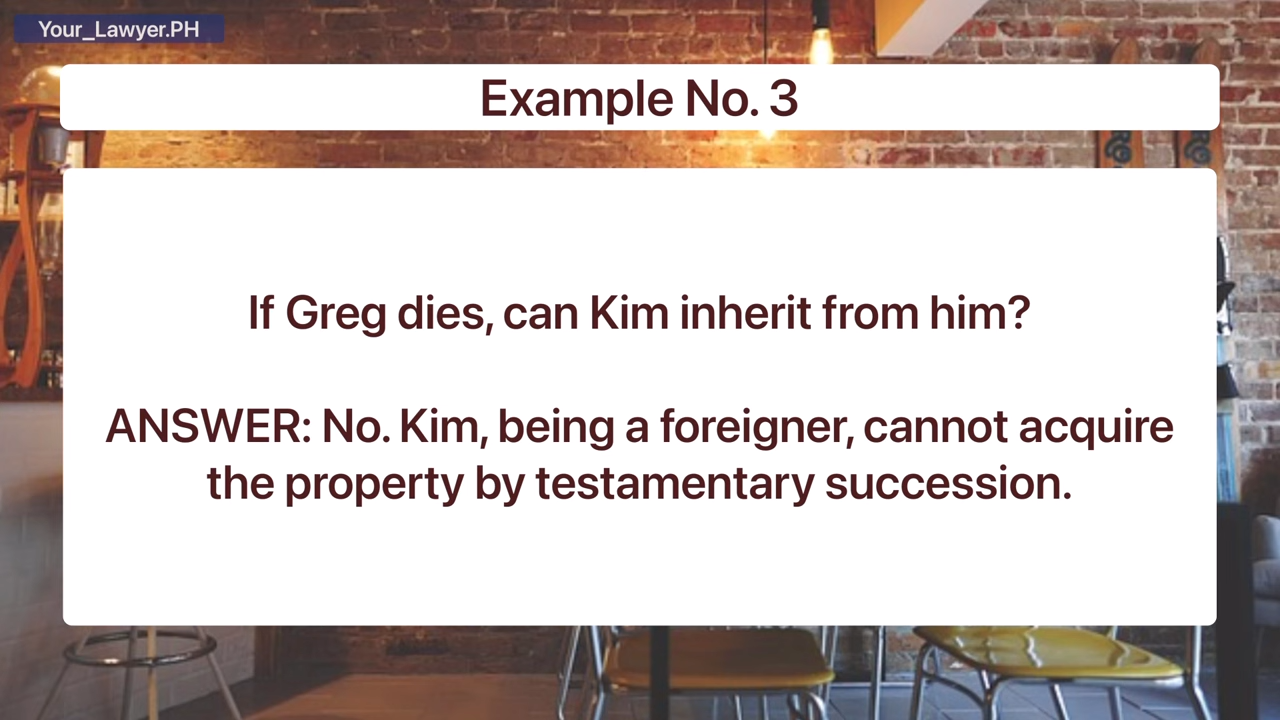 Your_Lawyer.PH
Example No. 3
If Greg dies, can Kim inherit from him?
ANSWER: No. Kim, being a foreigner, cannot acquire
the property by testamentary succession.